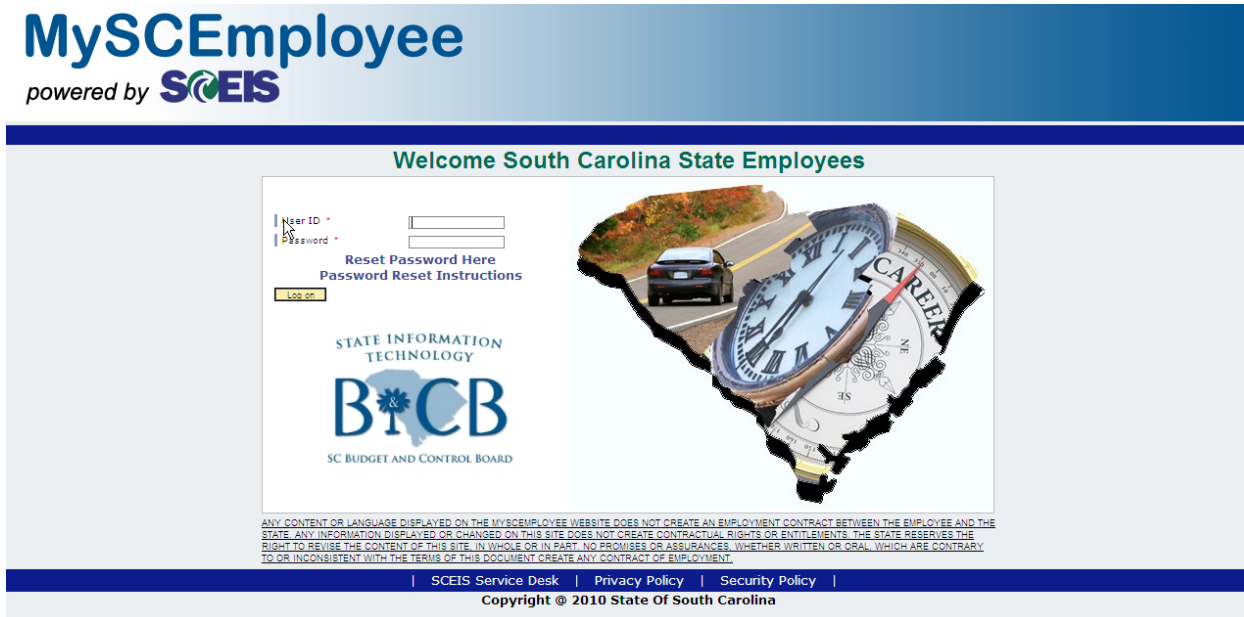 MySCEmployee
powered by SCEIS
Welcome South Carolina State Employees
User ID *
Password *
Reset Password Here
Password Reset Instructions
Log on
STATE INFORMATION
TECHNOLOGY
B&CB
SC BUDGET AND CONTROL BOARD
CAREER
NE
SE
ANY CONTENT OR LANGUAGE DISPLAYED ON THE MYSCEMPLOYEE WEBSITE DOES NOT CREATE AN EMPLOYMENT CONTRACT BETWEEN THE EMPLOYEE AND THE
STATE. ANY INFORMATION DISPLAYED OR CHANGED ON THIS SITE DOES NOT CREATE CONTRACTUAL RIGHTS OR ENTITLEMENTS. THE STATE RESERVES THE
RIGHT TO REVISE THE CONTENT OF THIS SITE, IN WHOLE OR IN PART. NO PROMISES OR ASSURANCES, WHETHER WRITTEN OR ORAL, WHICH ARE CONTRARY
TO OR INCONSISTENT WITH THE TERMS OF THIS DOCUMENT CREATE ANY CONTRACT OF EMPLOYMENT.
| SCEIS Service Desk | Privacy Policy | Security Policy |
Copyright @ 2010 State Of South Carolina